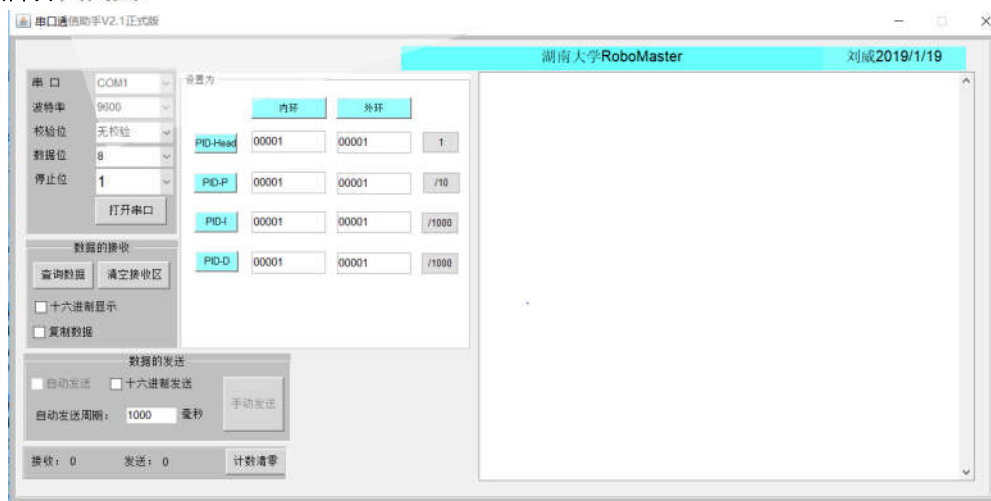 串口通信助手V2.1正式版
湖南大学RoboMaster 刘威2019/1/19
串 口 COM1
波特率 9600
校验位 无校验
数据位 8
停止位 1
打开串口
设置为
内环 外环
PID-Head 00001 00001 1
PID-P 00001 00001 /10
PID-I 00001 00001 /1000
PID-D 00001 00001 /1000
数据的接收
查询数据 清空接收区
十六进制显示
复制数据
数据的发送
自动发送 十六进制发送
自动发送周期: 1000 毫秒
手动发送
接收: 0 发送: 0 计数清零